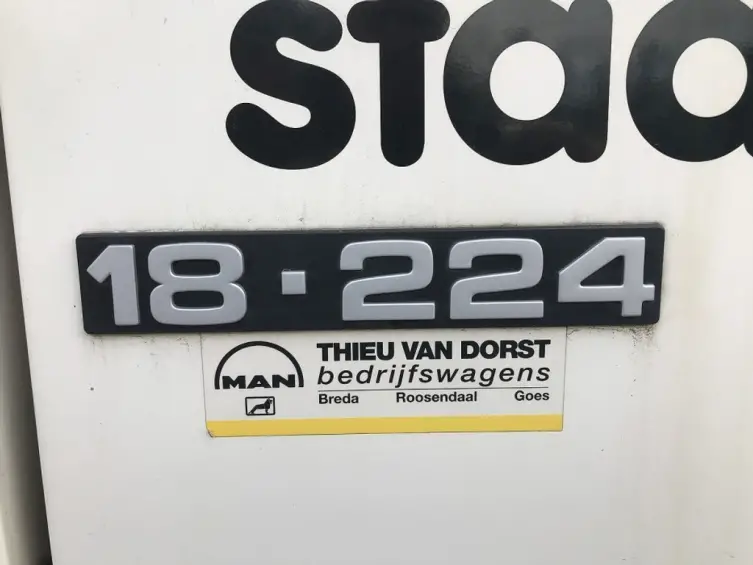 staa
18·224
MAN
THIEU VAN DORST
bedrijfswagens
Breda Roosendaal Goes